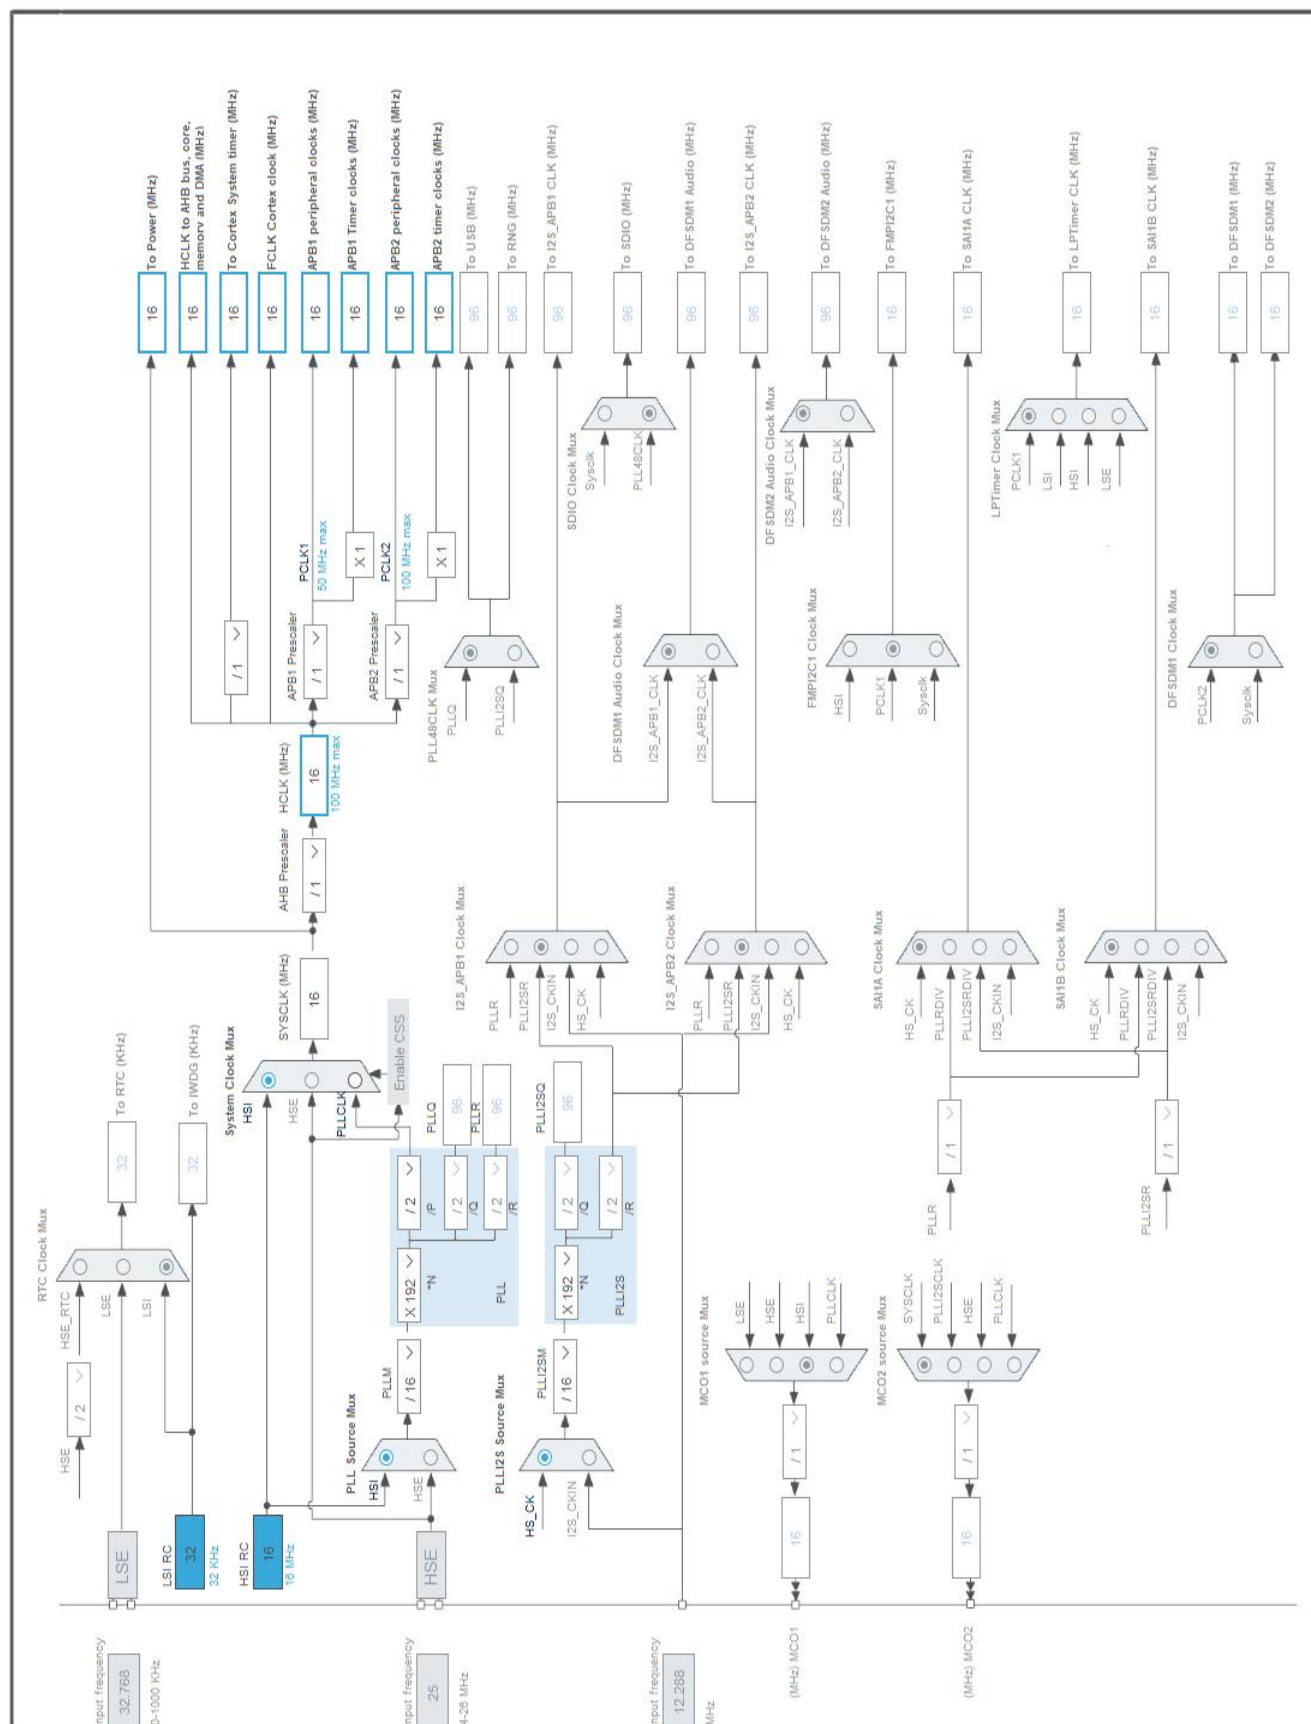 Input frequency
32.768
0-1000 KHz
LSE
LSI RC
32
32 KHz
HSE
/ 2
HSE_RTC
LSE
LSI
RTC Clock Mux
32
To RTC (KHz)
32
To IWDG (KHz)
HSI RC
16
16 MHz
Input frequency
25
4-26 MHz
HSE
PLL Source Mux
HSI
HSE
PLLM
/ 16
X 192
*N
PLL
/ 2
/P
/ 2
/Q
/ 2
/R
PLLQ
96
PLLR
96
System Clock Mux
HSI
HSE
PLLCLK
Enable CSS
SYSCLK (MHz)
16
AHB Prescaler
/ 1
HCLK (MHz)
16
100 MHz max
/ 1
APB1 Prescaler
/ 1
PCLK1
50 MHz max
X 1
APB2 Prescaler
/ 1
PCLK2
100 MHz max
X 1
16
To Power (MHz)
16
HCLK to AHB bus, core,
memory and DMA (MHz)
16
To Cortex System timer (MHz)
16
FCLK Cortex clock (MHz)
16
APB1 peripheral clocks (MHz)
16
APB1 Timer clocks (MHz)
16
APB2 peripheral clocks (MHz)
16
APB2 timer clocks (MHz)
PLL48CLK Mux
PLLQ
PLLI2SQ
96
To USB (MHz)
96
To RNG (MHz)
PLLI2S Source Mux
HS_CK
I2S_CKIN
PLLI2SM
/ 16
X 192
*N
PLLI2S
/ 2
/Q
/ 2
/R
PLLI2SQ
96
I2S_APB1 Clock Mux
PLLR
PLLI2SR
I2S_CKIN
HS_CK
96
To I2S_APB1 CLK (MHz)
SDIO Clock Mux
Sysclk
PLL48CLK
96
To SDIO (MHz)
DFSDM1 Audio Clock Mux
I2S_APB1_CLK
I2S_APB2_CLK
96
To DFSDM1 Audio (MHz)
Input frequency
12.288
MHz
I2S_APB2 Clock Mux
PLLR
PLLI2SR
I2S_CKIN
HS_CK
96
To I2S_APB2 CLK (MHz)
DFSDM2 Audio Clock Mux
I2S_APB1_CLK
I2S_APB2_CLK
96
To DFSDM2 Audio (MHz)
FMPI2C1 Clock Mux
HSI
PCLK1
Sysclk
16
To FMPI2C1 (MHz)
(MHz) MCO1
16
/ 1
MCO1 source Mux
LSE
HSE
HSI
PLLCLK
(MHz) MCO2
16
/ 1
MCO2 source Mux
SYSCLK
PLLI2SCLK
HSE
PLLCLK
PLLR
/ 1
SAI1A Clock Mux
HS_CK
PLLRDIV
PLLI2SRDIV
I2S_CKIN
16
To SAI1A CLK (MHz)
LPTimer Clock Mux
PCLK1
LSI
HSI
LSE
16
To LPTimer CLK (MHz)
PLLI2SR
/ 1
SAI1B Clock Mux
HS_CK
PLLRDIV
PLLI2SRDIV
I2S_CKIN
16
To SAI1B CLK (MHz)
DFSDM1 Clock Mux
PCLK2
Sysclk
16
To DFSDM1 (MHz)
16
To DFSDM2 (MHz)